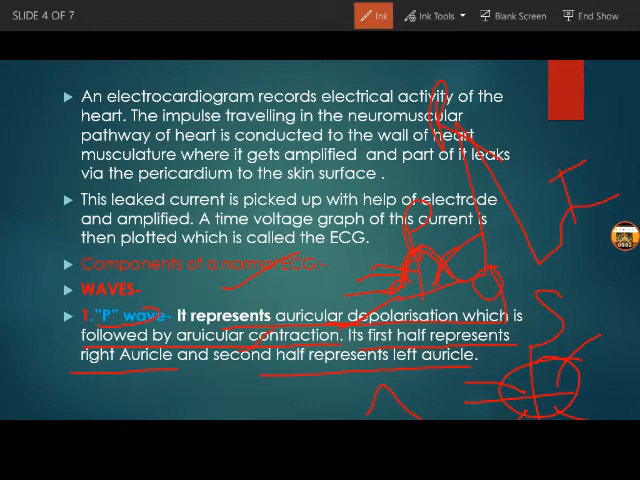 SLIDE 4 OF 7
Ink
Ink Tools
Blank Screen
End Show
An electrocardiogram records electrical activity of the
heart. The impulse travelling in the neuromuscular
pathway of heart is conducted to the wall of heart
musculature where it gets amplified and part of it leaks
via the pericardium to the skin surface .
This leaked current is picked up with help of electrode
and amplified. A time voltage graph of this current is
then plotted which is called the ECG.
Components of a normal ECG:-
WAVES-
1."P" wave- It represents auricular depolarisation which is
followed by aruicular contraction. Its first half represents
right Auricle and second half represents left auricle.
P
R
S